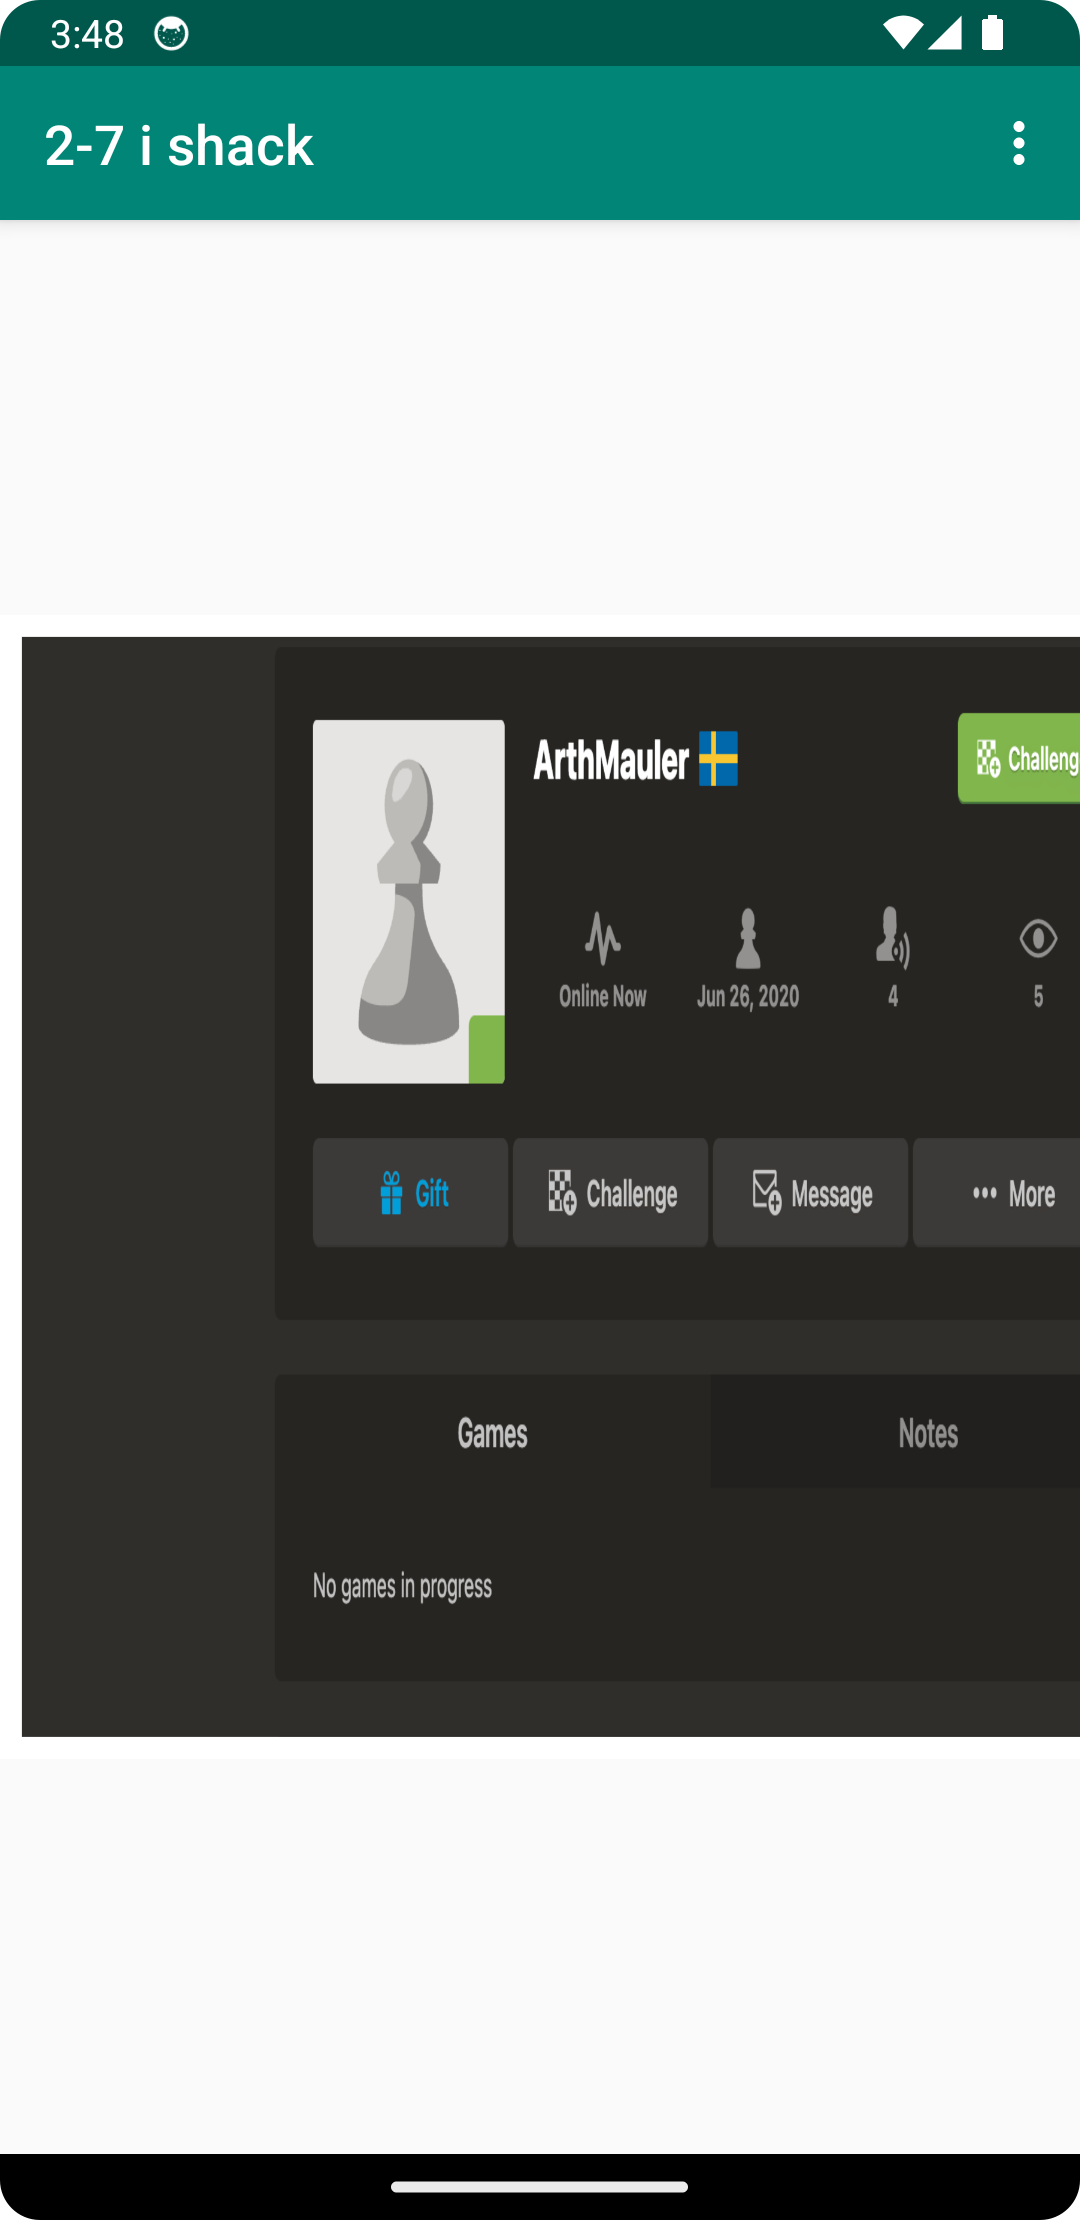 3:48
2-7 i shack
ArthMauler
Challeng
Online Now
Jun 26, 2020
4
5
Gift
Challenge
Message
More
Games
Notes
No games in progress